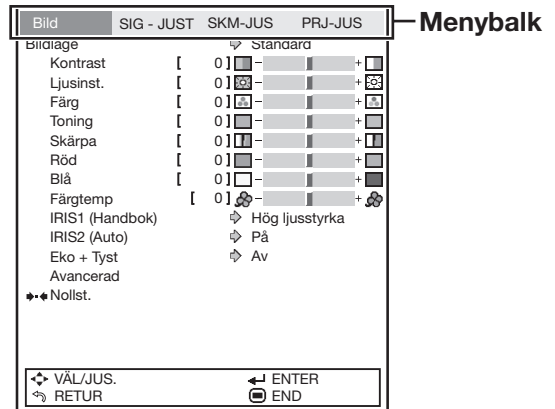 Bild SIG - JUST SKM-JUS PRJ-JUS
Menybalk
Bildläge Standard
Kontrast [ 0 ] - +
Ljusinst. [ 0 ] - +
Färg [ 0 ] - +
Toning [ 0 ] - +
Skärpa [ 0 ] - +
Röd [ 0 ] - +
Blå [ 0 ] - +
Färgtemp [ 0 ] - +
IRIS1 (Handbok) Hög ljusstyrka
IRIS2 (Auto) På
Eko + Tyst Av
Avancerad
Nollst.
VÄL/JUS. ENTER
RETUR END